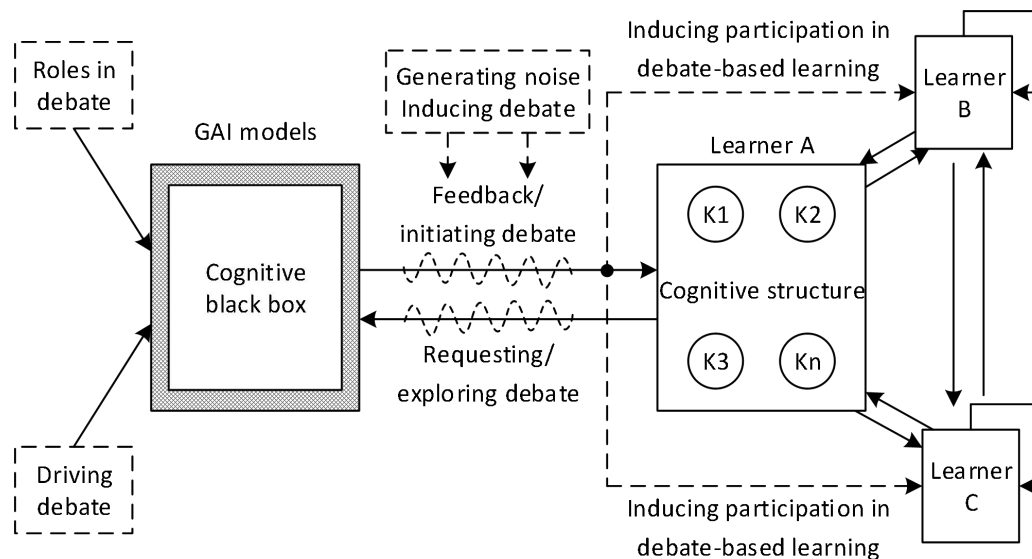 Roles in
debate
GAI models
Cognitive
black box
Driving
debate
Generating noise
Inducing debate
Feedback/
initiating debate
Requesting/
exploring debate
Inducing participation in
debate-based learning
Learner A
K1
K2
Cognitive structure
K3
Kn
Learner
B
Learner
C
Inducing participation in
debate-based learning